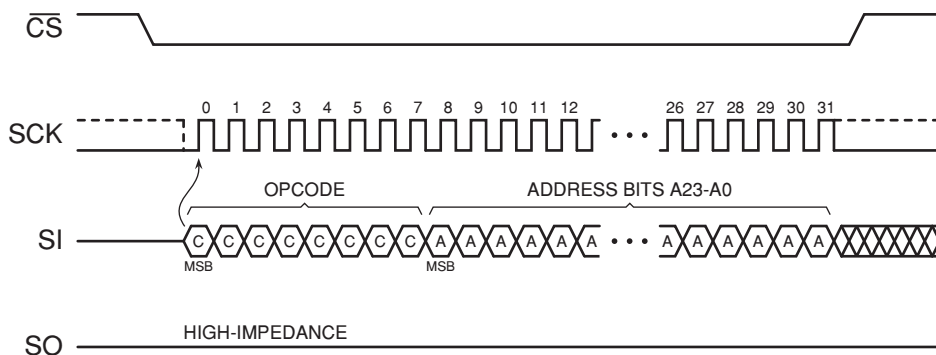 CS
SCK
0 1 2 3 4 5 6 7 8 9 10 11 12 26 27 28 29 30 31
OPCODE ADDRESS BITS A23-A0
SI
C C C C C C C C A A A A A A A A A A A A
MSB MSB
SO
HIGH-IMPEDANCE